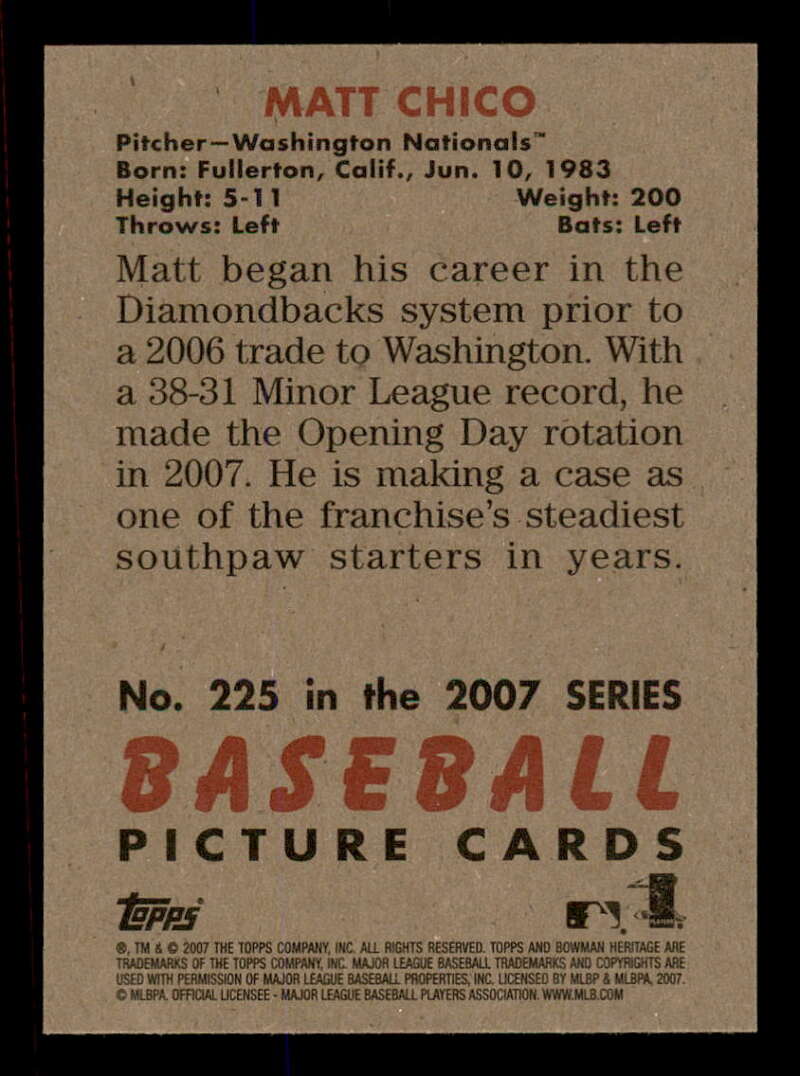 MATT CHICO
Pitcher—Washington Nationals™
Born: Fullerton, Calif., Jun. 10, 1983
Height: 5-11 Weight: 200
Throws: Left Bats: Left
Matt began his career in the
Diamondbacks system prior to
a 2006 trade to Washington. With
a 38-31 Minor League record, he
made the Opening Day rotation
in 2007. He is making a case as
one of the franchise's steadiest
southpaw starters in years.
No. 225 in the 2007 SERIES
BASEBALL
PICTURE CARDS
topps
®, TM & © 2007 THE TOPPS COMPANY, INC. ALL RIGHTS RESERVED. TOPPS AND BOWMAN HERITAGE ARE
TRADEMARKS OF THE TOPPS COMPANY, INC. MAJOR LEAGUE BASEBALL TRADEMARKS AND COPYRIGHTS ARE
USED WITH PERMISSION OF MAJOR LEAGUE BASEBALL PROPERTIES, INC. LICENSED BY MLBP & MLBPA, 2007.
© MLBPA. OFFICIAL LICENSEE - MAJOR LEAGUE BASEBALL PLAYERS ASSOCIATION. WWW.MLB.COM